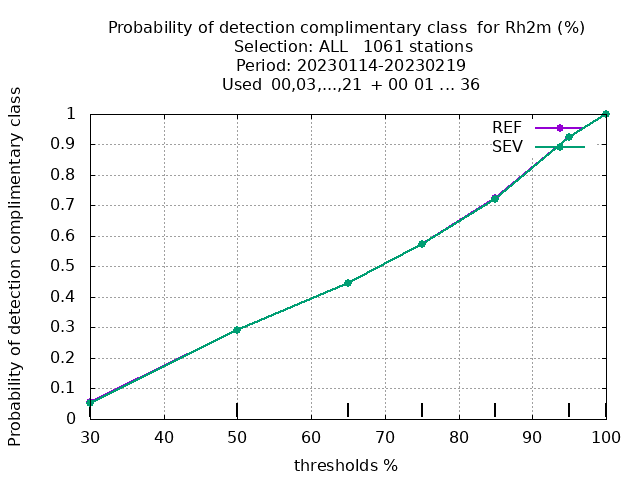 Probability of detection complimentary class  for Rh2m (%)
Selection: ALL   1061 stations
Period: 20230114-20230219
Used  00,03,...,21  + 00 01 ... 36
Probability of detection complimentary class
1
0.9
0.8
0.7
0.6
0.5
0.4
0.3
0.2
0.1
0
REF
SEV
30 40 50 60 70 80 90 100
thresholds %